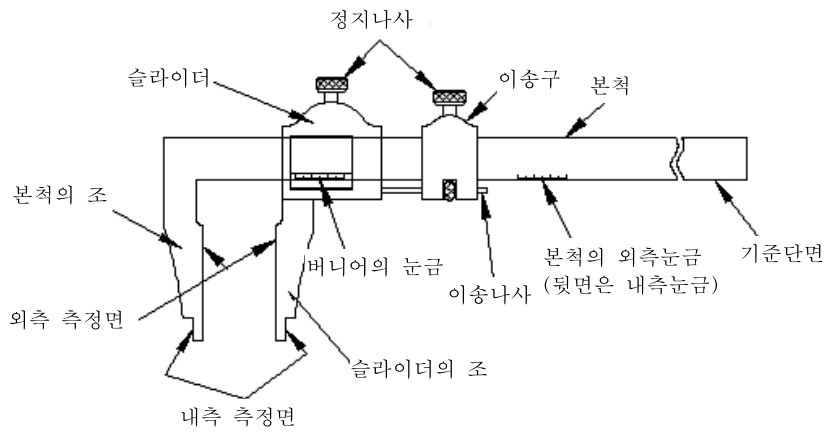 정지나사
슬라이더
이송구
본척
본척의 조
버니어의 눈금
본척의 외측눈금
(뒷면은 내측눈금)
기준단면
이송나사
외측 측정면
슬라이더의 조
내측 측정면